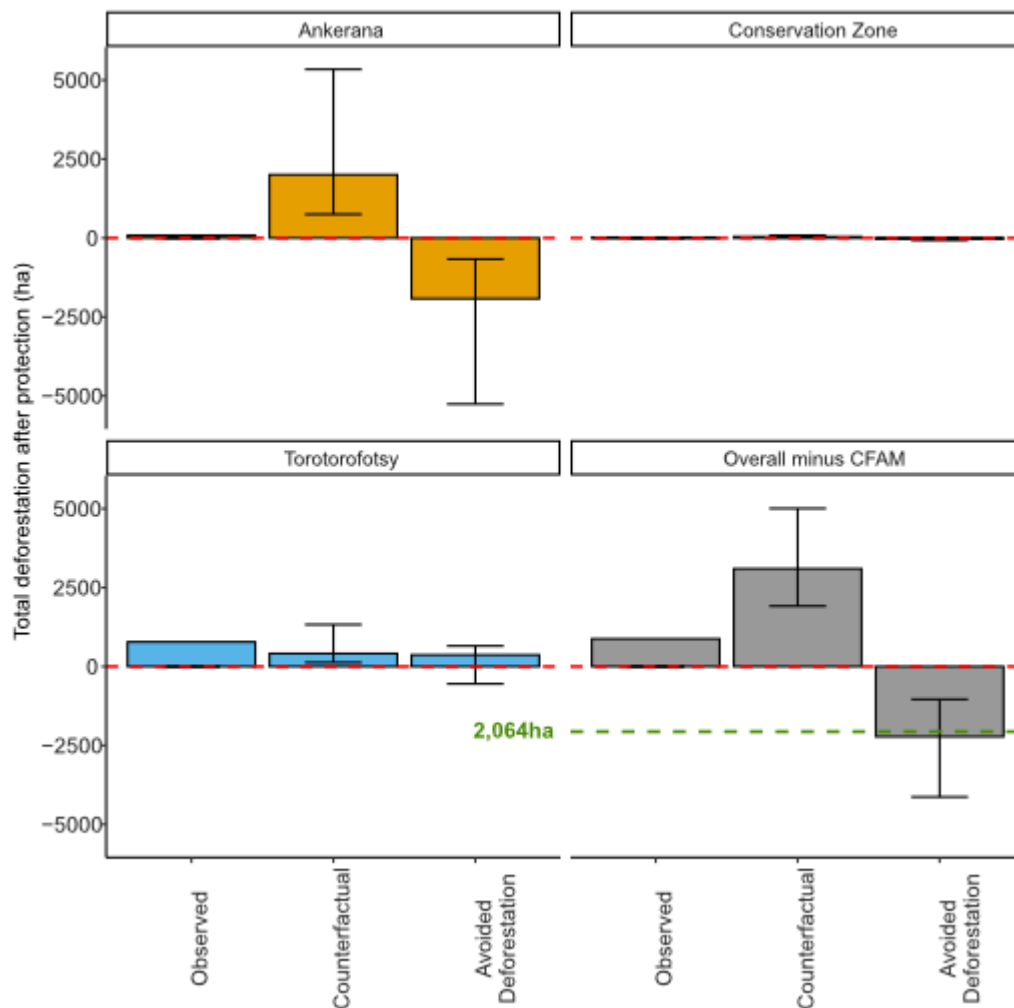 Ankerana
Conservation Zone
5000
2500
0
−2500
−5000
Total deforestation after protection (ha)
Torotorofotsy
Overall minus CFAM
5000
2500
0
2,064ha
−2500
−5000
Observed
Counterfactual
Avoided
Deforestation
Observed
Counterfactual
Avoided
Deforestation